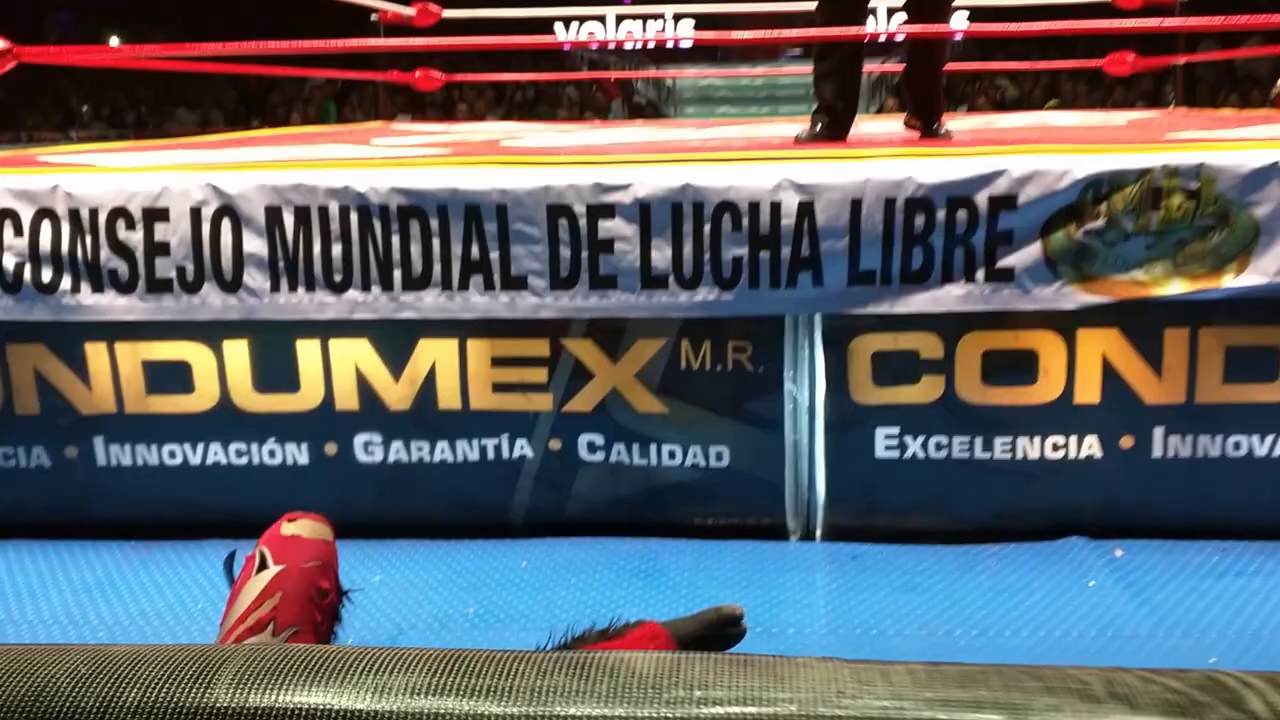 volaris
CONSEJO MUNDIAL DE LUCHA LIBRE
NDUMEX M.R.
CIA • INNOVACIÓN • GARANTÍA • CALIDAD
COND
EXCELENCIA • INNOVA